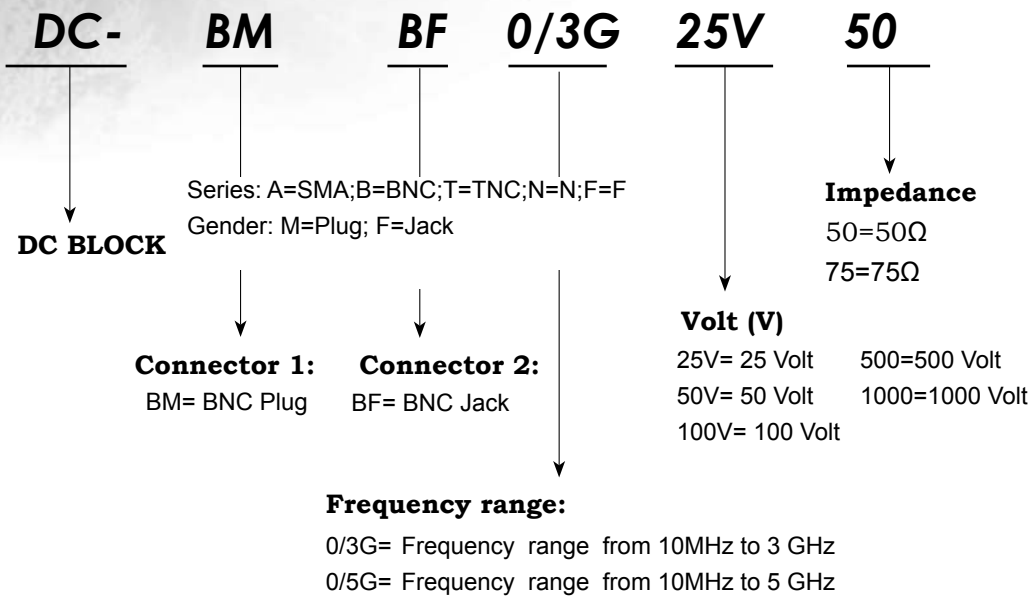 DC- BM BF 0/3G 25V 50
Series: A=SMA;B=BNC;T=TNC;N=N;F=F
Gender: M=Plug; F=Jack
DC BLOCK
Impedance
50=50Ω
75=75Ω
Connector 1:
BM= BNC Plug
Connector 2:
BF= BNC Jack
Volt (V)
25V= 25 Volt 500=500 Volt
50V= 50 Volt 1000=1000 Volt
100V= 100 Volt
Frequency range:
0/3G= Frequency range from 10MHz to 3 GHz
0/5G= Frequency range from 10MHz to 5 GHz